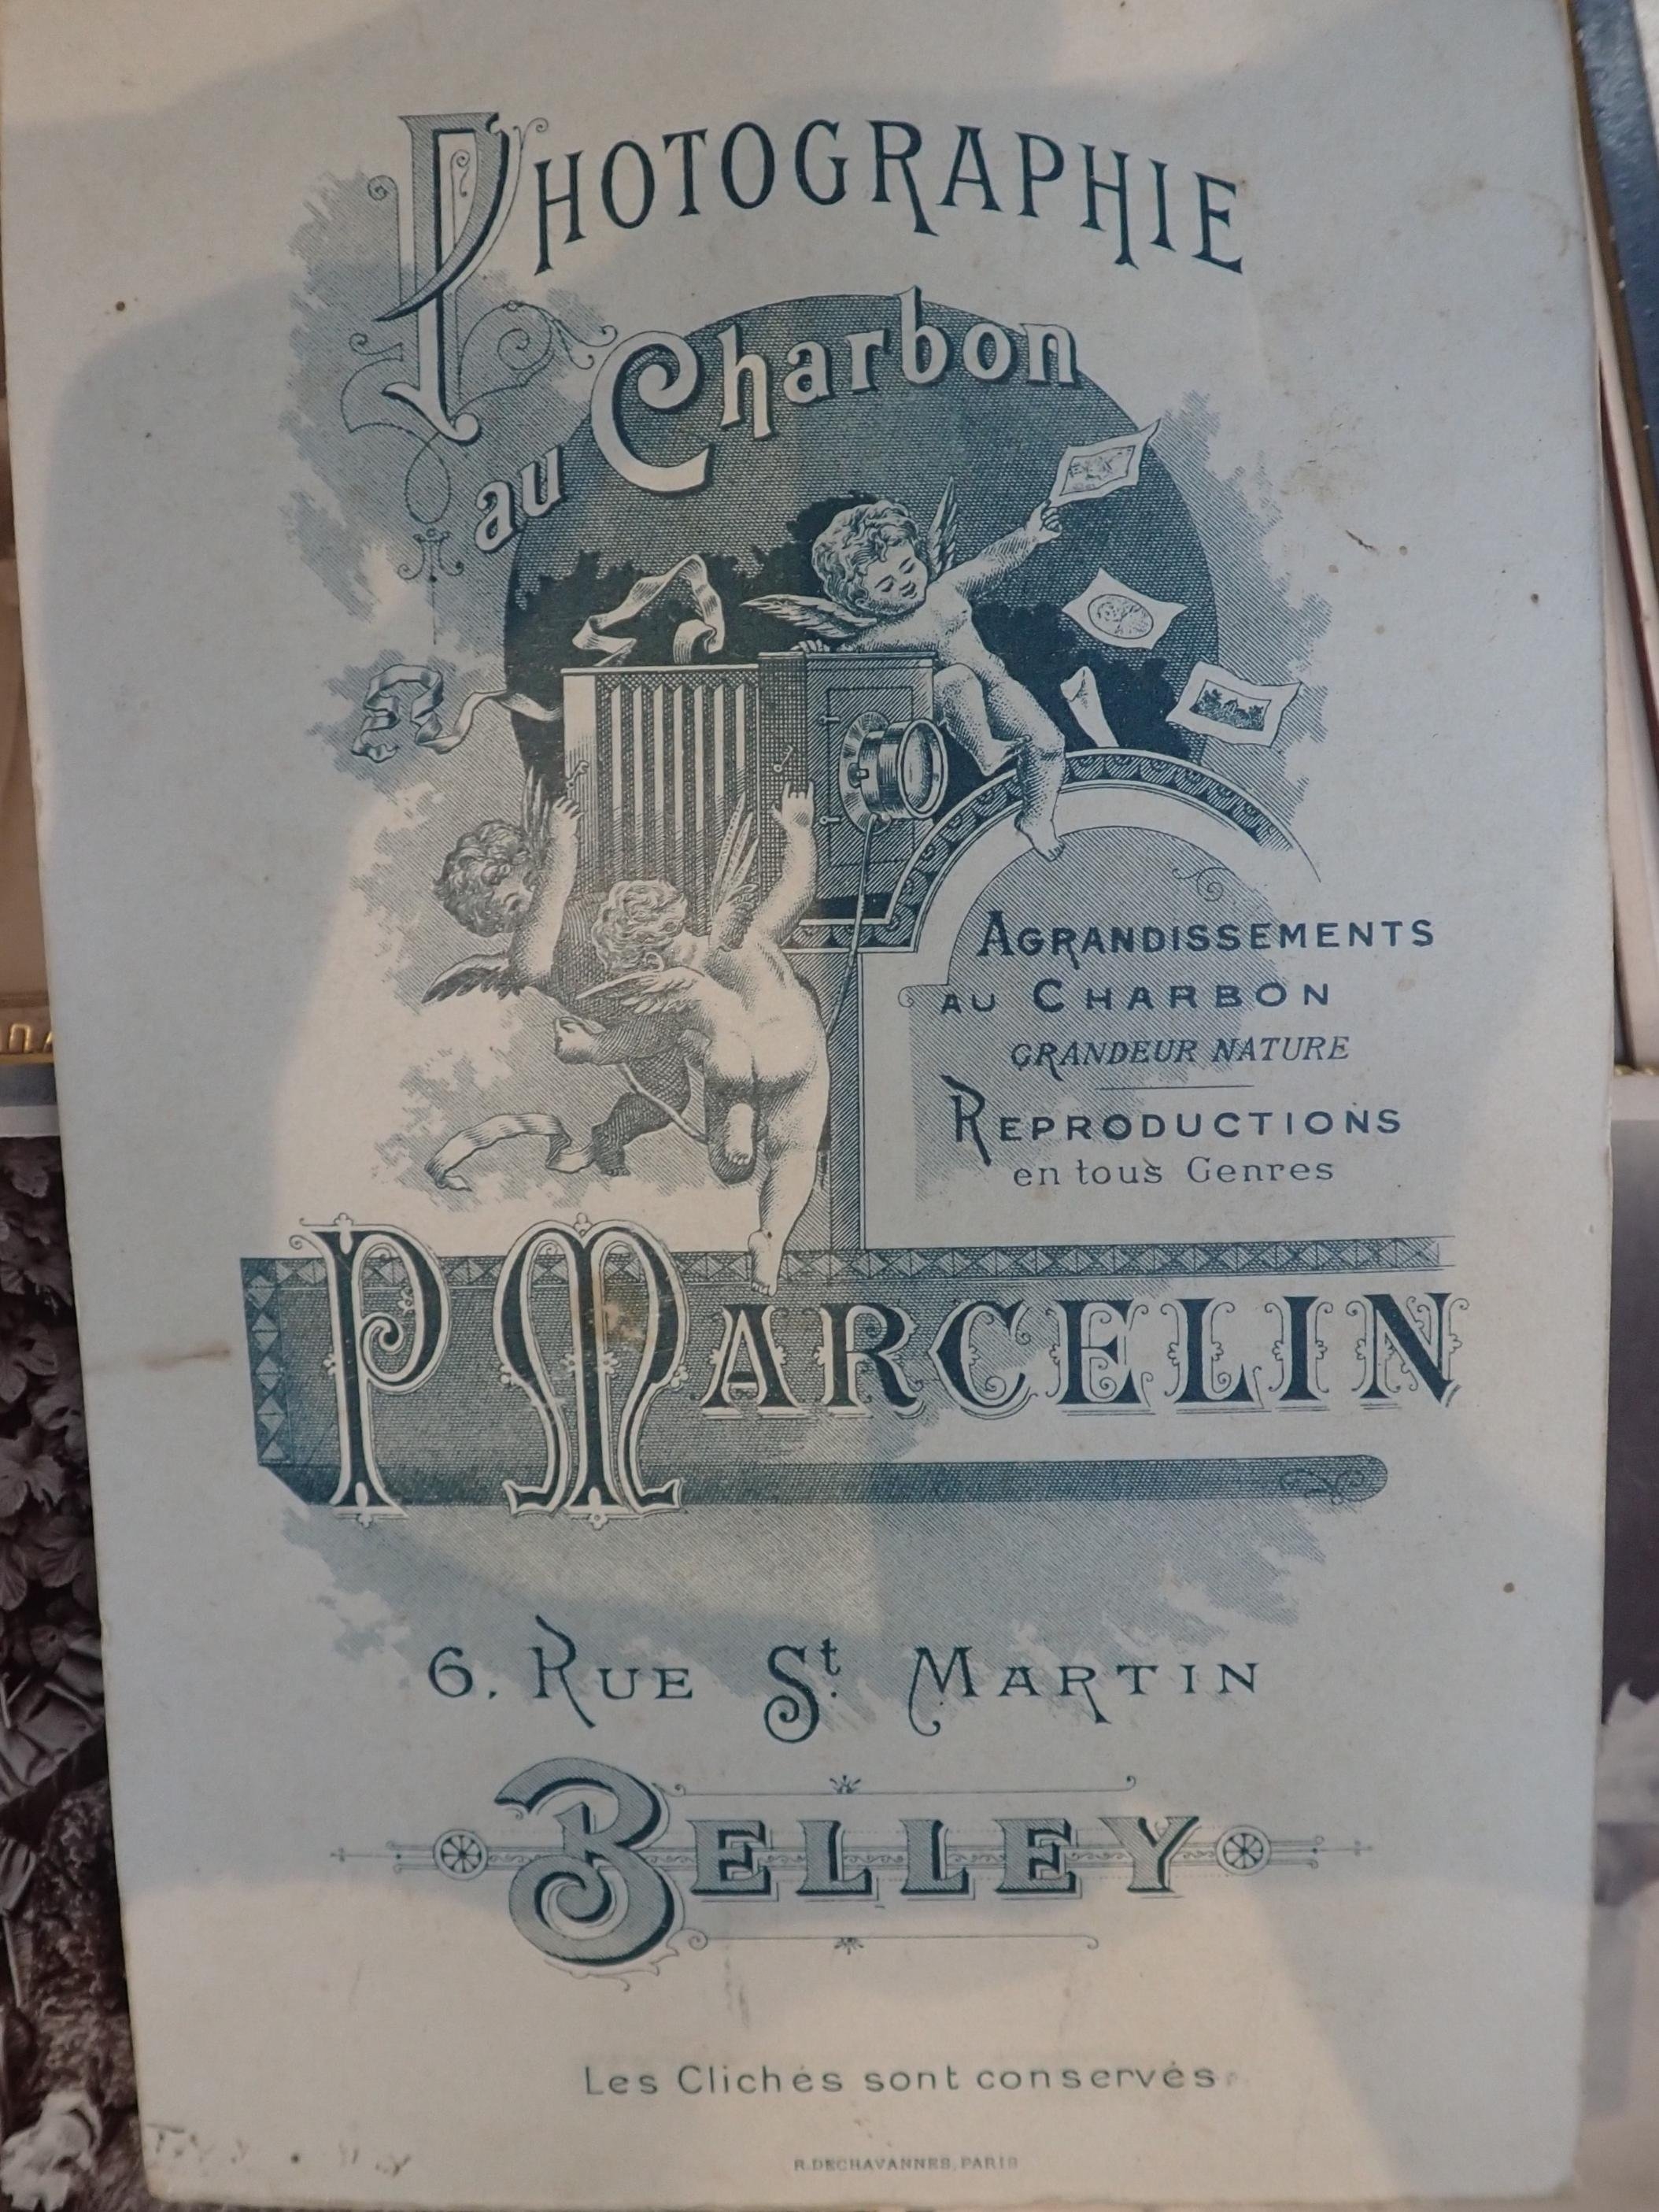 PHOTOGRAPHIE
au Charbon
AGRANDISSEMENTS
AU CHARBON
GRANDEUR NATURE
REPRODUCTIONS
en tous Genres
P MARCELIN
6. RUE St. MARTIN
BELLEY
Les Clichés sont conservés
R. DECHAVANNES, PARIS